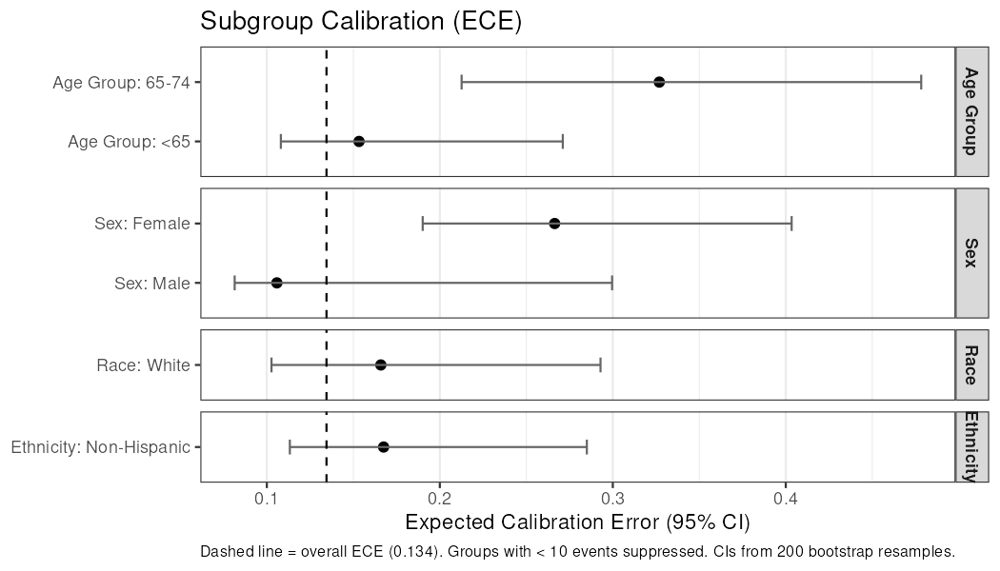 Subgroup Calibration (ECE)
Age Group: 65-74
Age Group: <65
Age Group
Sex: Female
Sex: Male
Sex
Race: White
Race
Ethnicity: Non-Hispanic
Ethnicity
0.1 0.2 0.3 0.4
Expected Calibration Error (95% CI)
Dashed line = overall ECE (0.134). Groups with < 10 events suppressed. CIs from 200 bootstrap resamples.